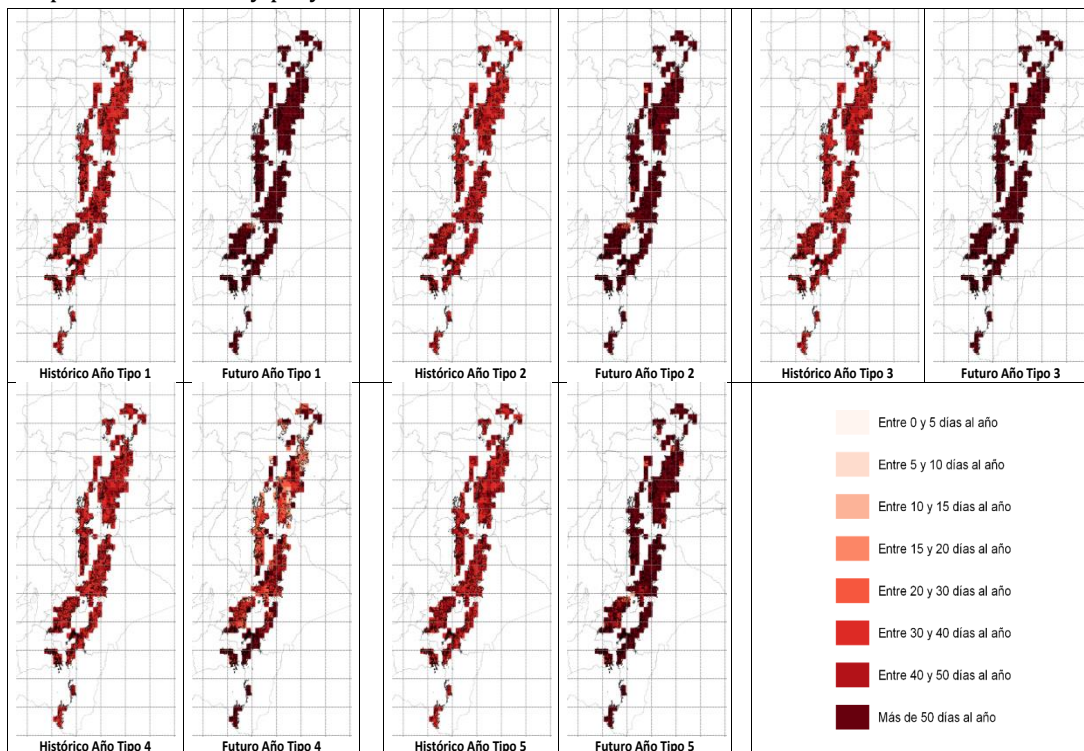 Histórico Año Tipo 1
Futuro Año Tipo 1
Histórico Año Tipo 2
Futuro Año Tipo 2
Histórico Año Tipo 3
Futuro Año Tipo 3
Histórico Año Tipo 4
Futuro Año Tipo 4
Histórico Año Tipo 5
Futuro Año Tipo 5
Entre 0 y 5 días al año
Entre 5 y 10 días al año
Entre 10 y 15 días al año
Entre 15 y 20 días al año
Entre 20 y 30 días al año
Entre 30 y 40 días al año
Entre 40 y 50 días al año
Más de 50 días al año